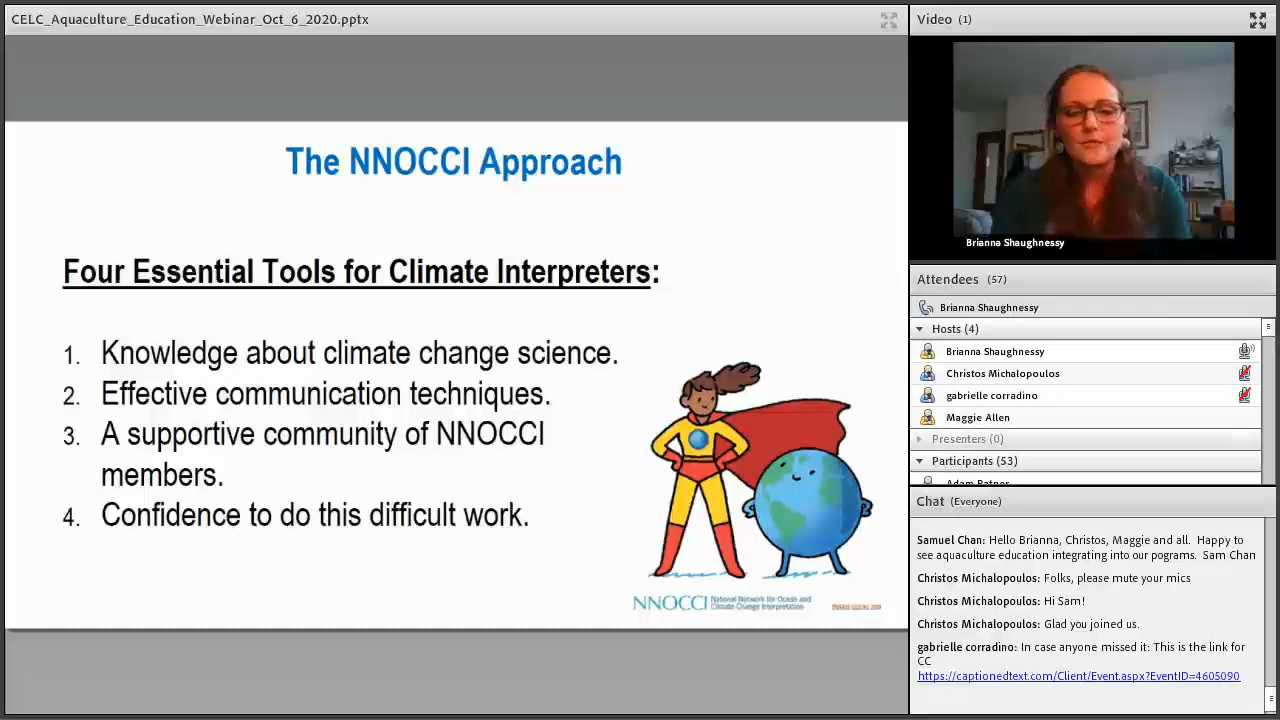 CELC_Aquaculture_Education_Webinar_Oct_6_2020.pptx
The NNOCCI Approach
Four Essential Tools for Climate Interpreters:
1. Knowledge about climate change science.
2. Effective communication techniques.
3. A supportive community of NNOCCI
members.
4. Confidence to do this difficult work.
NNOCCI National Network for Ocean and
Climate Change Interpretation
Video (1)
Brianna Shaughnessy
Attendees (57)
Brianna Shaughnessy
Hosts (4)
Brianna Shaughnessy
Christos Michalopoulos
gabrielle corradino
Maggie Allen
Presenters (0)
Participants (53)
Chat (Everyone)
Samuel Chan: Hello Brianna, Christos, Maggie and all. Happy to
see aquaculture education integrating into our pograms. Sam Chan
Christos Michalopoulos: Folks, please mute your mics
Christos Michalopoulos: Hi Sam!
Christos Michalopoulos: Glad you joined us.
gabrielle corradino: In case anyone missed it: This is the link for
CC
https://captionedtext.com/Client/Event.aspx?EventID=4605090